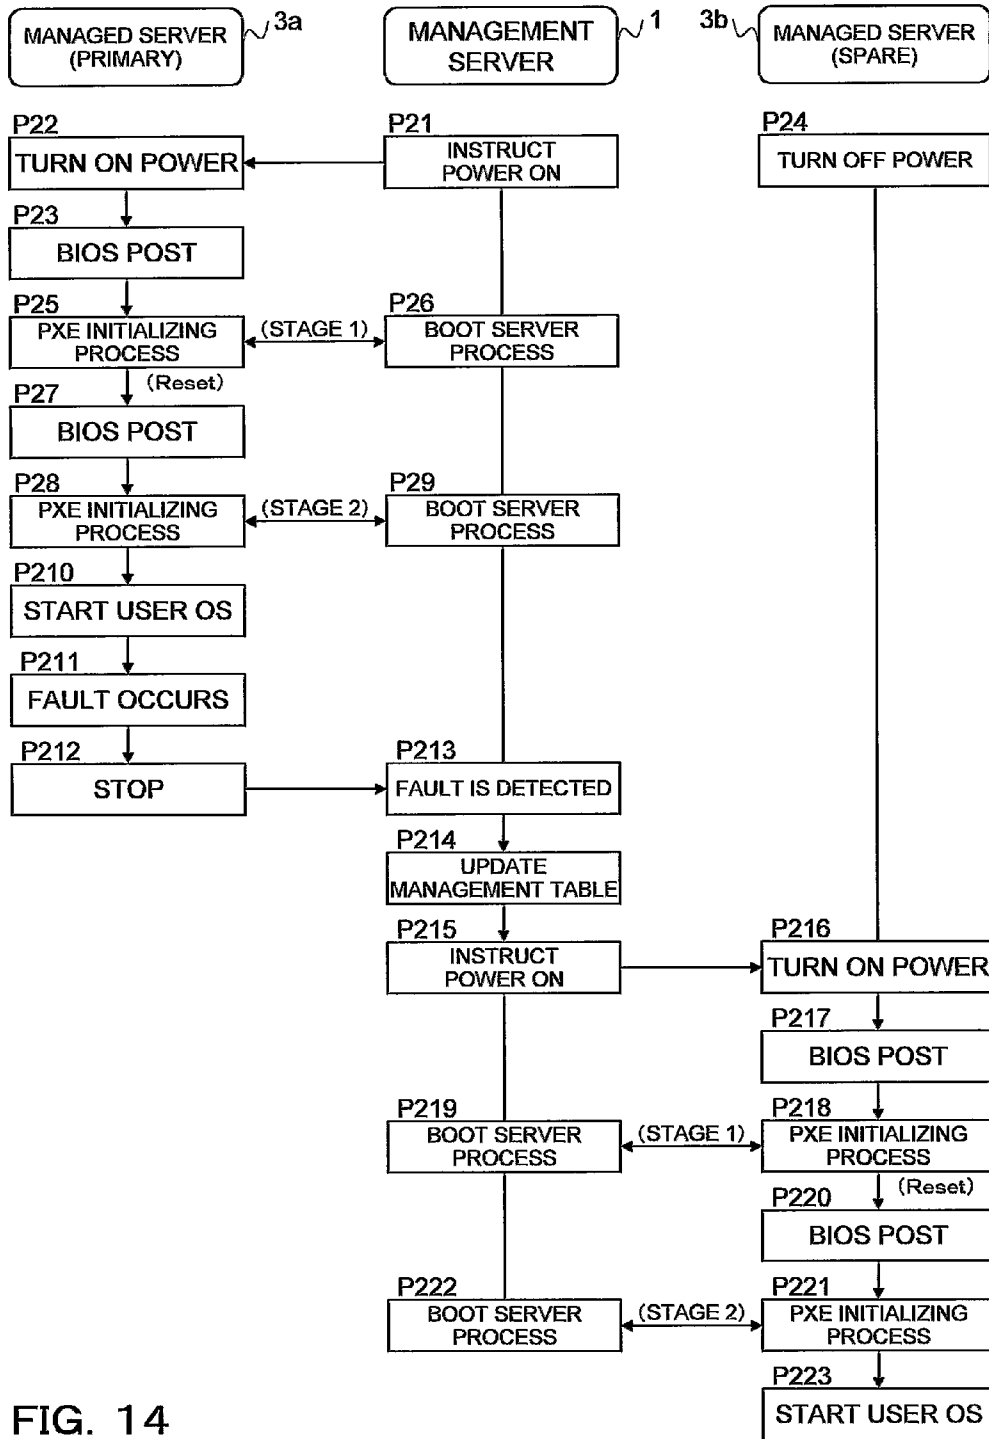 MANAGED SERVER
(PRIMARY)
3a
MANAGEMENT
SERVER
1
3b
MANAGED SERVER
(SPARE)
P22
TURN ON POWER
P21
INSTRUCT
POWER ON
P24
TURN OFF POWER
P23
BIOS POST
P25
PXE INITIALIZING
PROCESS
(STAGE 1)
P26
BOOT SERVER
PROCESS
(Reset)
P27
BIOS POST
P28
PXE INITIALIZING
PROCESS
(STAGE 2)
P29
BOOT SERVER
PROCESS
P210
START USER OS
P211
FAULT OCCURS
P212
STOP
P213
FAULT IS DETECTED
P214
UPDATE
MANAGEMENT TABLE
P215
INSTRUCT
POWER ON
P216
TURN ON POWER
P217
BIOS POST
P219
BOOT SERVER
PROCESS
(STAGE 1)
P218
PXE INITIALIZING
PROCESS
(Reset)
P220
BIOS POST
P222
BOOT SERVER
PROCESS
(STAGE 2)
P221
PXE INITIALIZING
PROCESS
P223
START USER OS
FIG. 14